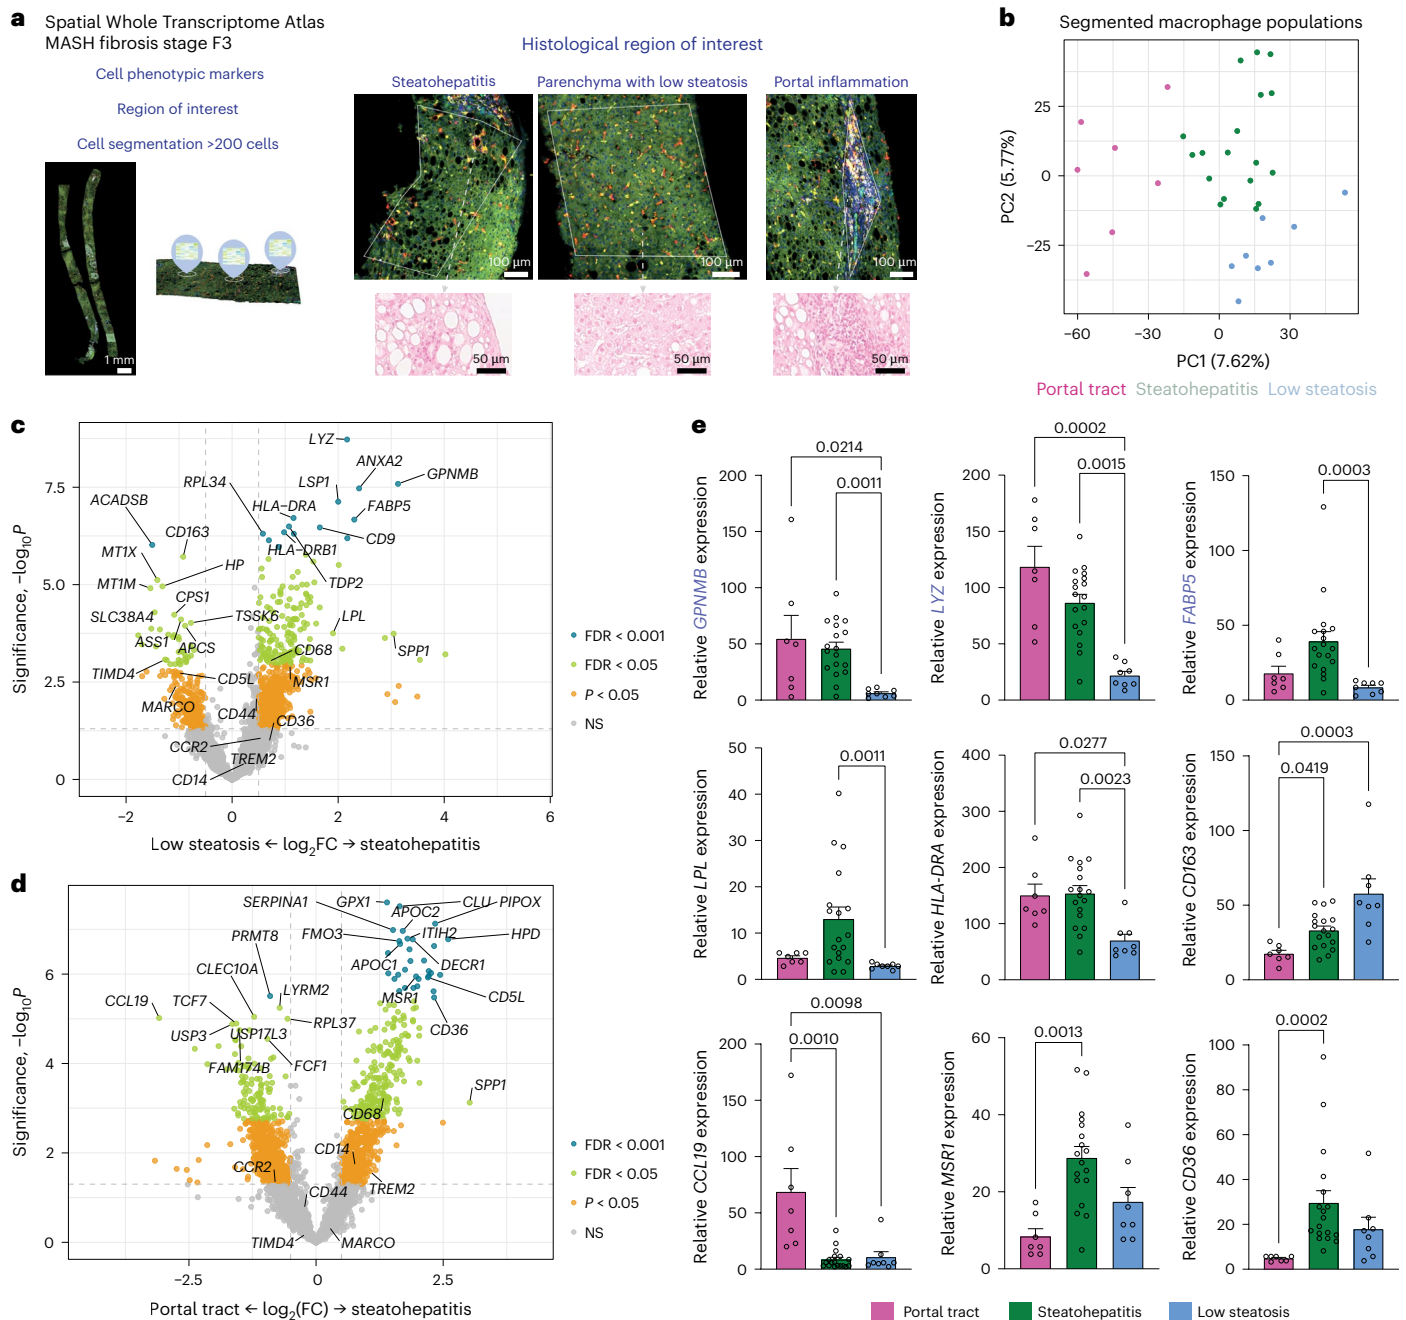 a
Spatial Whole Transcriptome Atlas
MASH fibrosis stage F3
Cell phenotypic markers
Region of interest
Cell segmentation >200 cells
1 mm
Histological region of interest
Steatohepatitis
Parenchyma with low steatosis
Portal inflammation
100 µm
100 µm
100 µm
50 µm
50 µm
50 µm
b
Segmented macrophage populations
PC2 (5.77%)
25
0
−25
−60
−30
0
30
PC1 (7.62%)
Portal tract Steatohepatitis Low steatosis
c
Significance, −log10P
7.5
5.0
2.5
0
−2
0
2
4
6
Low steatosis ← log2FC → steatohepatitis
LYZ
ANXA2
GPNMB
RPL34
LSP1
ACADSB
HLA−DRA
FABP5
CD163
CD9
MT1X
HLA−DRB1
HP
MT1M
TDP2
CPS1
SLC38A4
TSSK6
LPL
ASS1
APCS
CD68
SPP1
TIMD4
CD5L
MSR1
MARCO
CD44
CD36
CCR2
TREM2
CD14
FDR < 0.001
FDR < 0.05
P < 0.05
NS
d
Significance, −log10P
6
4
2
0
−2.5
0
2.5
Portal tract ← log2(FC) → steatohepatitis
SERPINA1
GPX1
CLU
PIPOX
APOC2
PRMT8
FMO3
ITIH2
HPD
CLEC10A
APOC1
DECR1
CCL19
TCF7
LYRM2
MSR1
CD5L
USP3
USP17L3
RPL37
CD36
FAM174B
FCF1
SPP1
CD68
CD14
CCR2
CD44
TREM2
TIMD4
MARCO
FDR < 0.001
FDR < 0.05
P < 0.05
NS
e
Relative GPNMB expression
200
150
100
50
0
0.0214
0.0011
Relative LYZ expression
200
150
100
50
0
0.0002
0.0015
Relative FABP5 expression
150
100
50
0
0.0003
Relative LPL expression
50
40
30
20
10
0
0.0011
Relative HLA-DRA expression
400
300
200
100
0
0.0277
0.0023
Relative CD163 expression
150
100
50
0
0.0003
0.0419
Relative CCL19 expression
200
150
100
50
0
0.0098
0.0010
Relative MSR1 expression
60
40
20
0
0.0013
Relative CD36 expression
100
80
60
40
20
0
0.0002
Portal tract
Steatohepatitis
Low steatosis